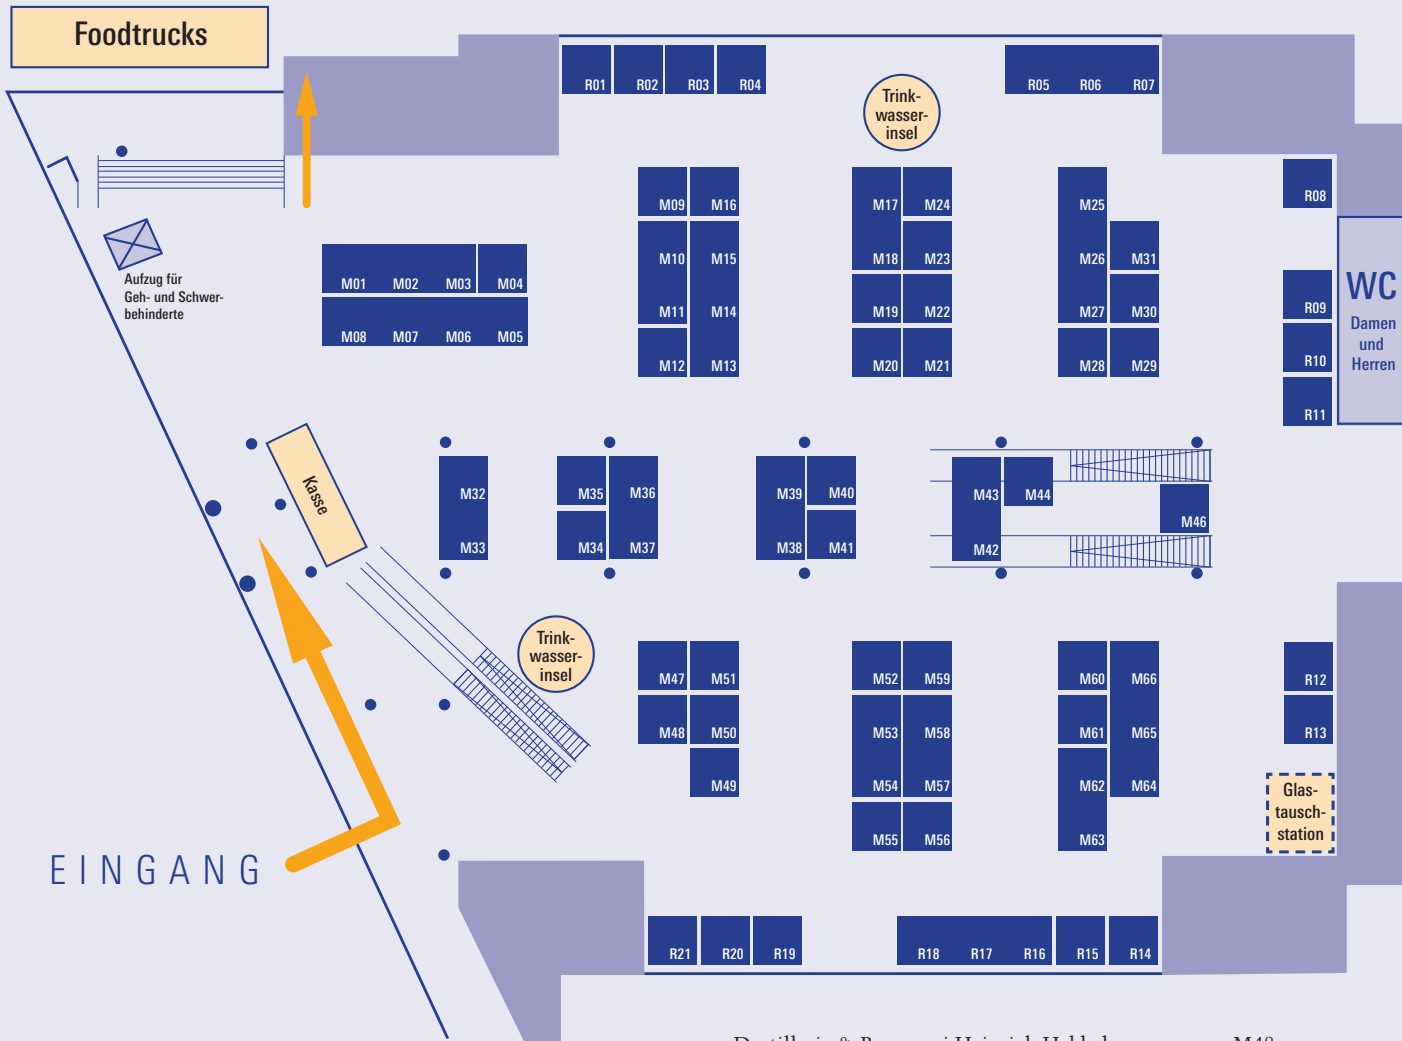 Foodtrucks
R01 R02 R03 R04
R05 R06 R07
Trink-
wasser-
insel
R08
M09 M16
M17 M24
M25
M10 M15
M18 M23
M26 M31
Aufzug für
Geh- und Schwer-
behinderte
M01 M02 M03 M04
WC
Damen
und
Herren
R09
M11 M14
M19 M22
M27 M30
M08 M07 M06 M05
R10
M12 M13
M20 M21
M28 M29
R11
Kasse
M32
M35 M36
M39 M40
M43 M44
M46
M33
M34 M37
M38 M41
M42
Trink-
wasser-
insel
M47 M51
M52 M59
M60 M66
R12
M48 M50
M53 M58
M61 M65
R13
M49
M54 M57
M62 M64
Glas-
tausch-
station
M55 M56
M63
EINGANG
R21 R20 R19
R18 R17 R16 R15 R14